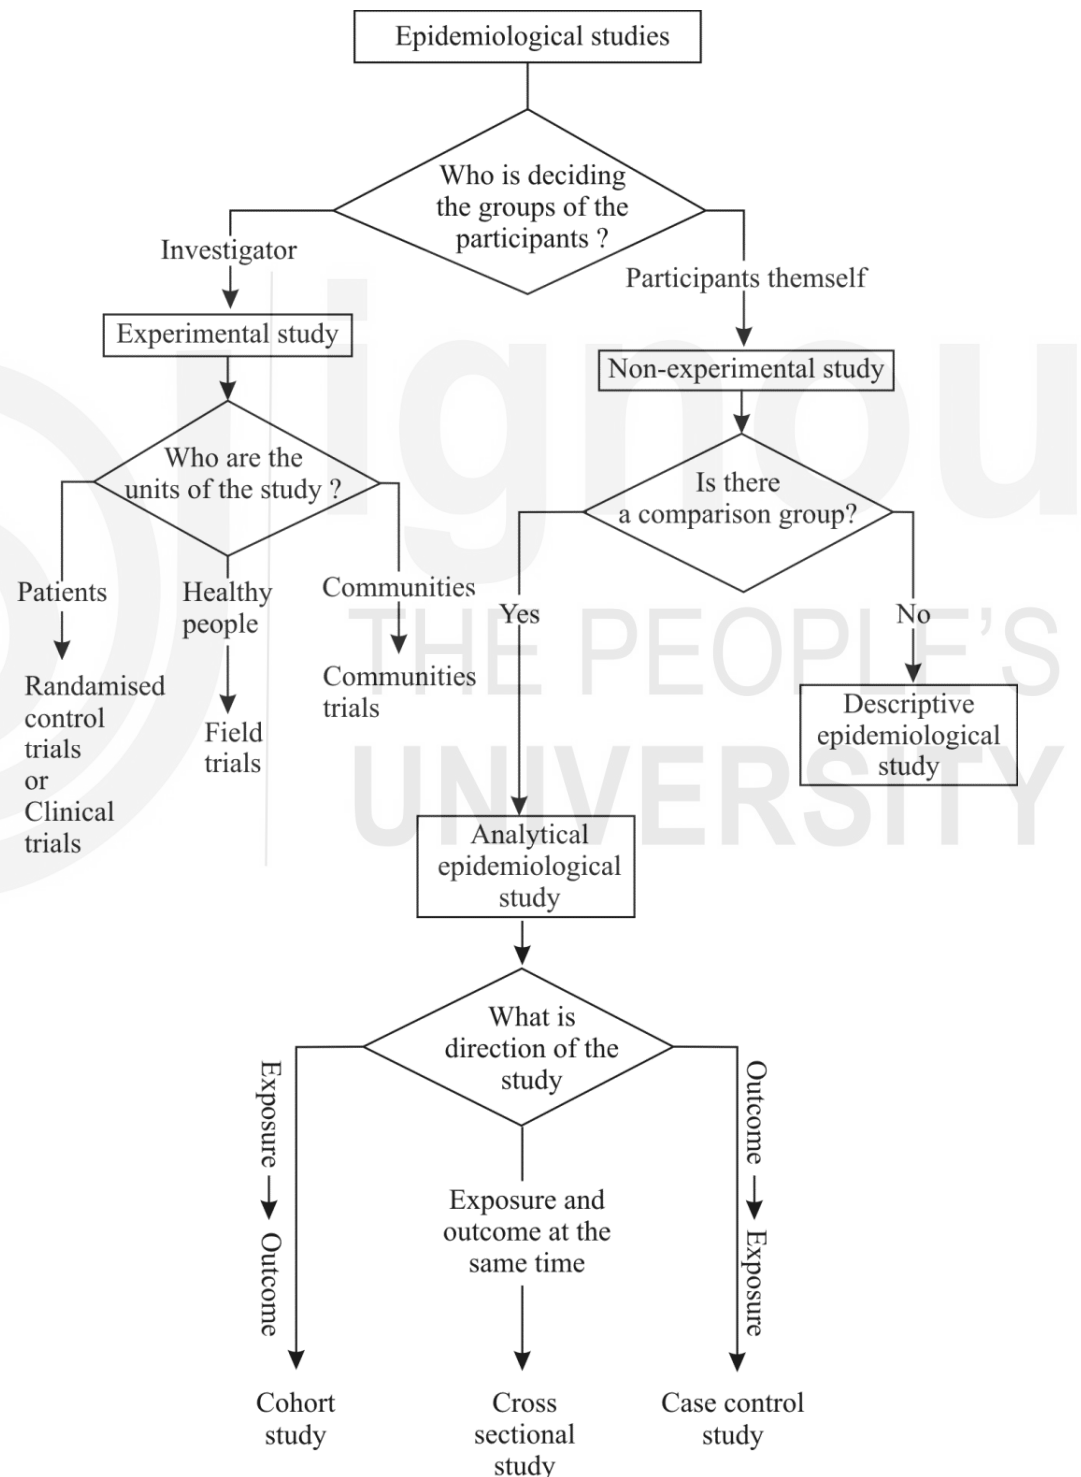 Epidemiological studies
Who is deciding
the groups of the
participants ?
Investigator
Participants themself
Experimental study
Non-experimental study
Who are the
units of the study ?
Is there
a comparison group?
Patients
Healthy
people
Communities
Yes
No
Randamised
control
trials
or
Clinical
trials
Field
trials
Communities
trials
Descriptive
epidemiological
study
Analytical
epidemiological
study
What is
direction of the
study
Exposure
Outcome
Exposure and
outcome at the
same time
Outcome
Exposure
Cohort
study
Cross
sectional
study
Case control
study
ignou
THE PEOPLE'S
UNIVERSITY